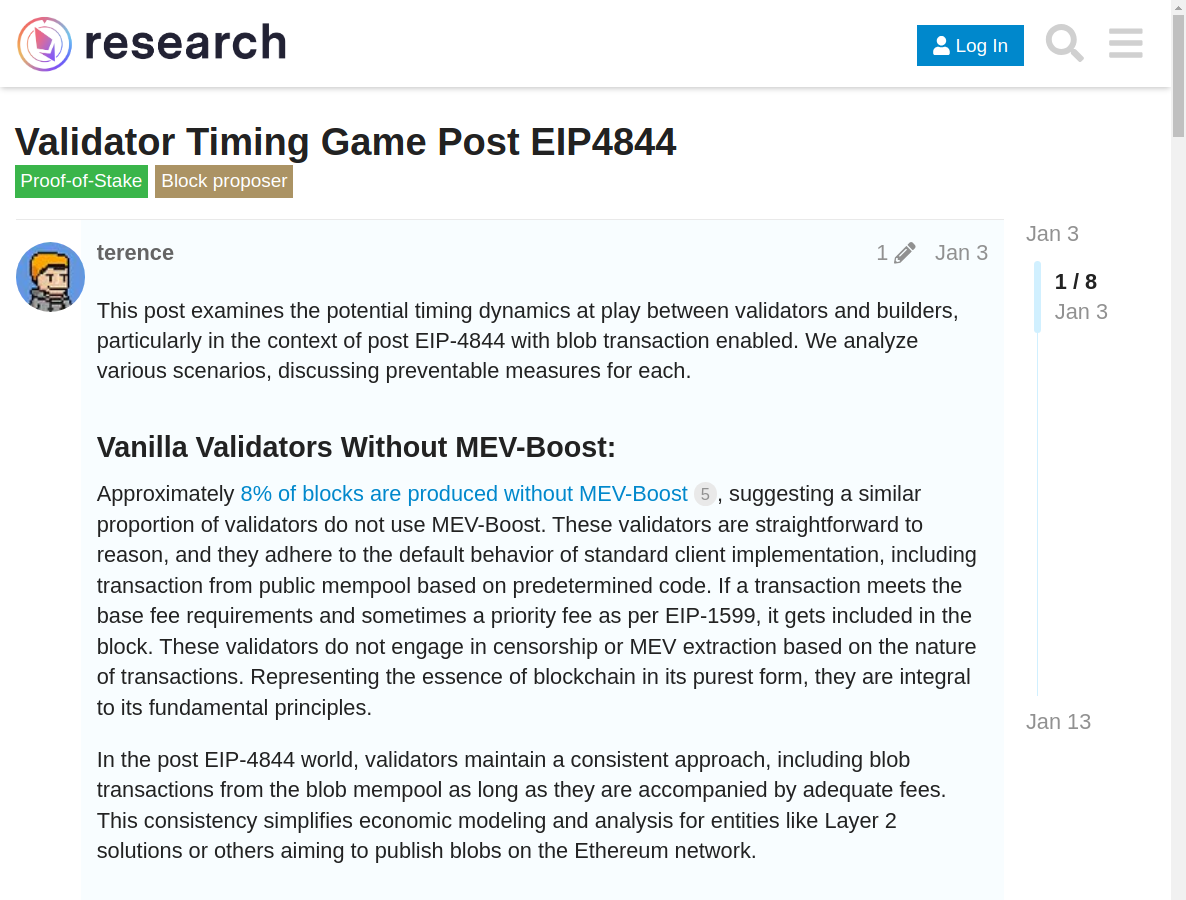 research
Log In
Validator Timing Game Post EIP4844
Proof-of-Stake Block proposer
Jan 3
terence 1 Jan 3
1 / 8
Jan 3
This post examines the potential timing dynamics at play between validators and builders,
particularly in the context of post EIP-4844 with blob transaction enabled. We analyze
various scenarios, discussing preventable measures for each.
Vanilla Validators Without MEV-Boost:
Approximately 8% of blocks are produced without MEV-Boost 5, suggesting a similar
proportion of validators do not use MEV-Boost. These validators are straightforward to
reason, and they adhere to the default behavior of standard client implementation, including
transaction from public mempool based on predetermined code. If a transaction meets the
base fee requirements and sometimes a priority fee as per EIP-1599, it gets included in the
block. These validators do not engage in censorship or MEV extraction based on the nature
of transactions. Representing the essence of blockchain in its purest form, they are integral
to its fundamental principles.
Jan 13
In the post EIP-4844 world, validators maintain a consistent approach, including blob
transactions from the blob mempool as long as they are accompanied by adequate fees.
This consistency simplifies economic modeling and analysis for entities like Layer 2
solutions or others aiming to publish blobs on the Ethereum network.